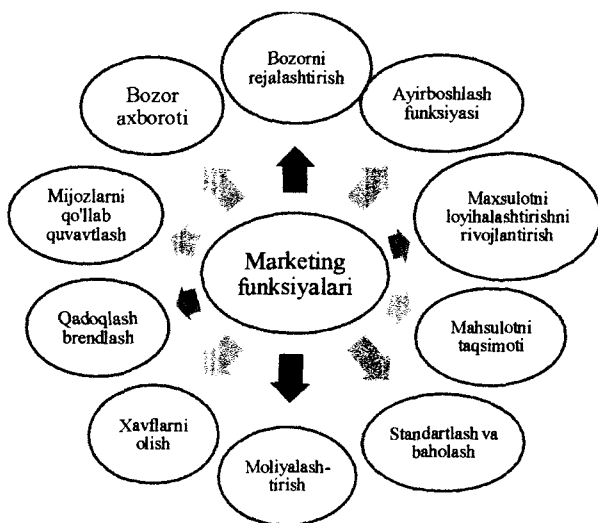 Bozorni
rejalashtirish
Ayirboshlash
funksiyasi
Maxsulotni
loyihalashtirishni
rivojlantirish
Mahsulotni
taqsimoti
Standartlash va
baholash
Moliyalash-
tirish
Xavflarni
olish
Qadoqlash
brendlash
Mijozlarni
qo'llab
quvavtlash
Bozor
axboroti
Marketing
funksiyalari